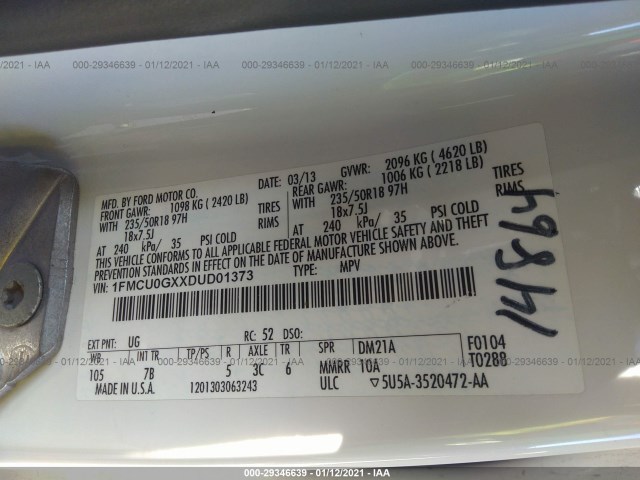 000-29346639 - 01/12/2021 - IAA
MFD. BY FORD MOTOR CO.
DATE: 03/13 GVWR: 2096 KG ( 4620 LB)
FRONT GAWR: 1098 KG ( 2420 LB) REAR GAWR: 1006 KG ( 2218 LB)
WITH 235/50R18 97H TIRES WITH 235/50R18 97H TIRES
18x7.5J RIMS 18x7.5J RIMS
AT 240 kPa/ 35 PSI COLD AT 240 kPa/ 35 PSI COLD
THIS VEHICLE CONFORMS TO ALL APPLICABLE FEDERAL MOTOR VEHICLE SAFETY AND THEFT
PREVENTION STANDARDS IN EFFECT ON THE DATE OF MANUFACTURE SHOWN ABOVE.
VIN: 1FMCU0GXXDUD01373 TYPE: MPV
14864
EXT PNT: UG RC: 52 DSO:
WB INT TR TP/PS R AXLE TR SPR DM21A F0104
105 7B 5 3C 6 MMRR 10A T0288
MADE IN U.S.A. 1201303063243 ULC 5U5A-3520472-AA
000-29346639 - 01/12/2021 - IAA